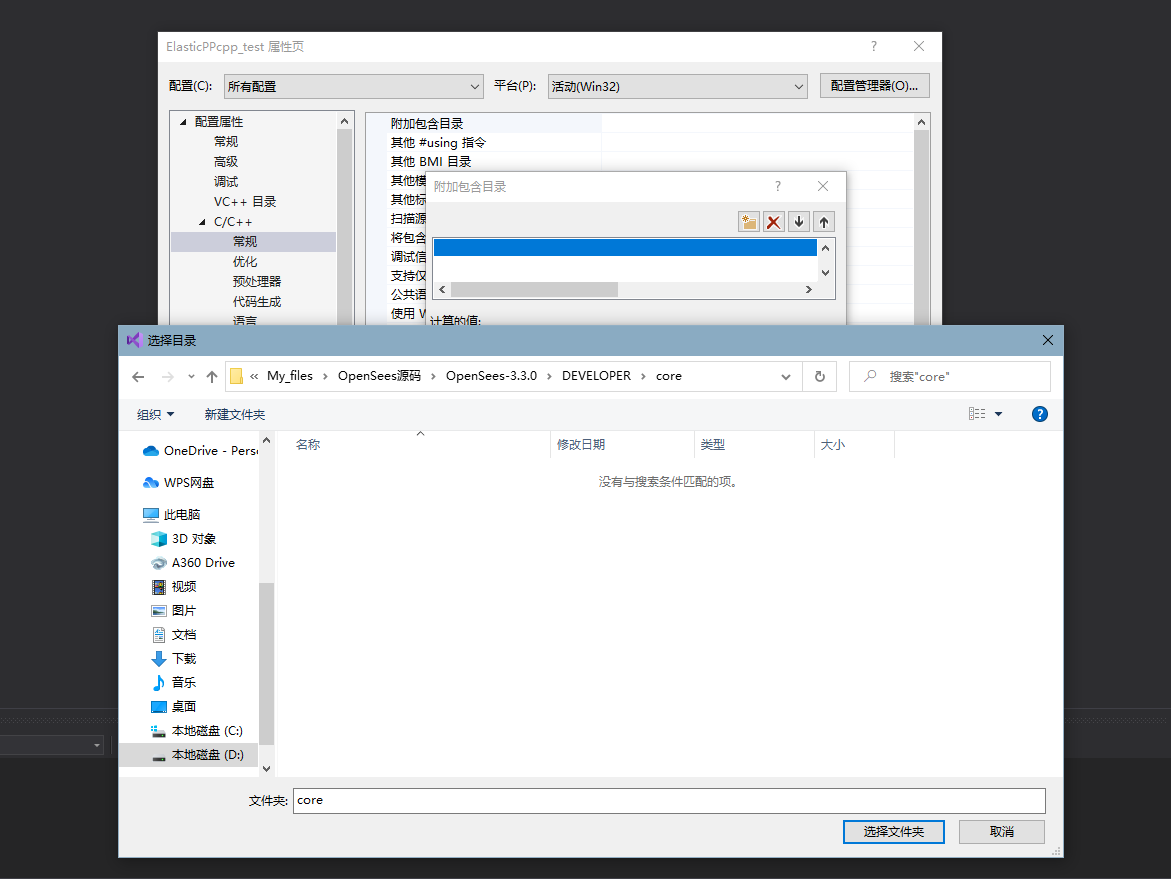 ElasticPPcpp_test 属性页
配置(C): 所有配置 平台(P): 活动(Win32) 配置管理器(O)...
配置属性
常规
高级
调试
VC++ 目录
C/C++
常规
优化
预处理器
代码生成
语言
附加包含目录
其他 #using 指令
其他 BMI 目录
其他模
其他标
扫描源
将包含
调试信
支持仅
公共语
使用 W
附加包含目录
计算的值:
选择目录
« My_files › OpenSees源码 › OpenSees-3.3.0 › DEVELOPER › core
搜索"core"
组织 新建文件夹
OneDrive - Perso
WPS网盘
此电脑
3D 对象
A360 Drive
视频
图片
文档
下载
音乐
桌面
本地磁盘 (C:)
本地磁盘 (D:)
名称 修改日期 类型 大小
没有与搜索条件匹配的项。
文件夹: core
选择文件夹 取消